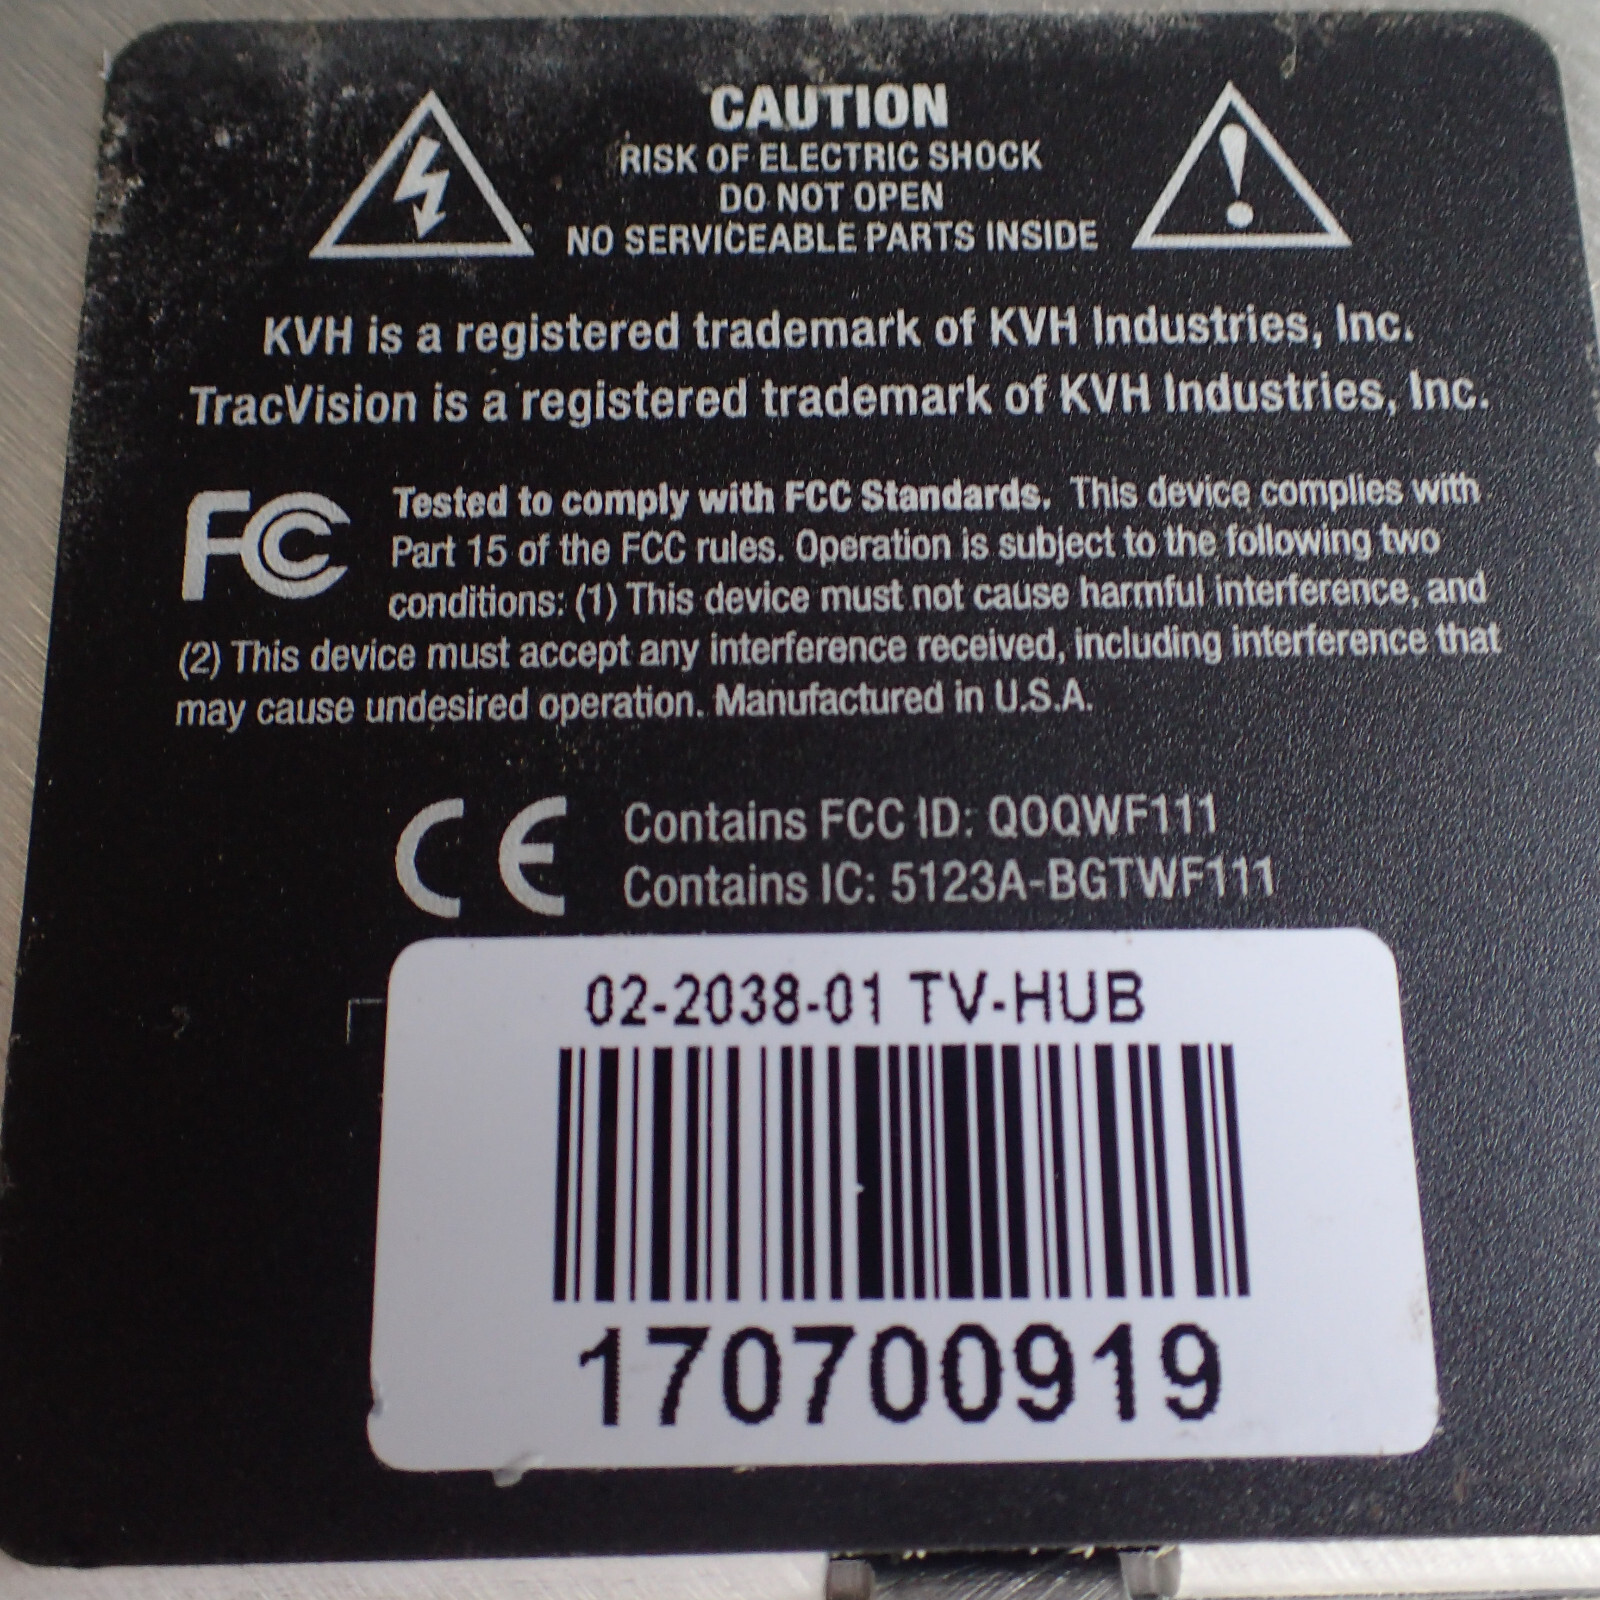 CAUTION
RISK OF ELECTRIC SHOCK
DO NOT OPEN
NO SERVICEABLE PARTS INSIDE
KVH is a registered trademark of KVH Industries, Inc.
TracVision is a registered trademark of KVH Industries, Inc.
FC Tested to comply with FCC Standards. This device complies with
Part 15 of the FCC rules. Operation is subject to the following two
conditions: (1) This device must not cause harmful interference, and
(2) This device must accept any interference received, including interference that
may cause undesired operation. Manufactured in U.S.A.
CE Contains FCC ID: QOQWF111
Contains IC: 5123A-BGTWF111
02-2038-01 TV-HUB
170700919